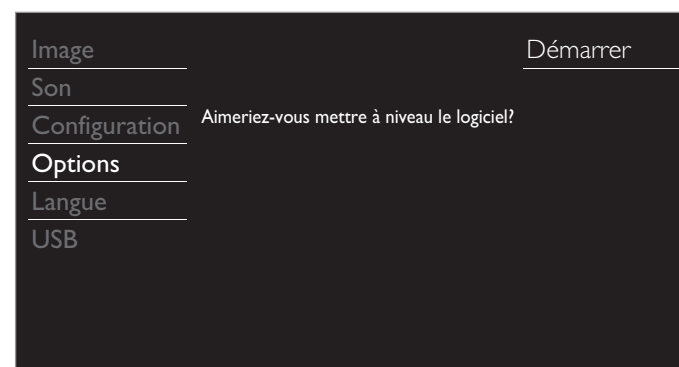 Image
Son
Configuration
Options
Langue
USB
Aimeriez-vous mettre à niveau le logiciel?
Démarrer